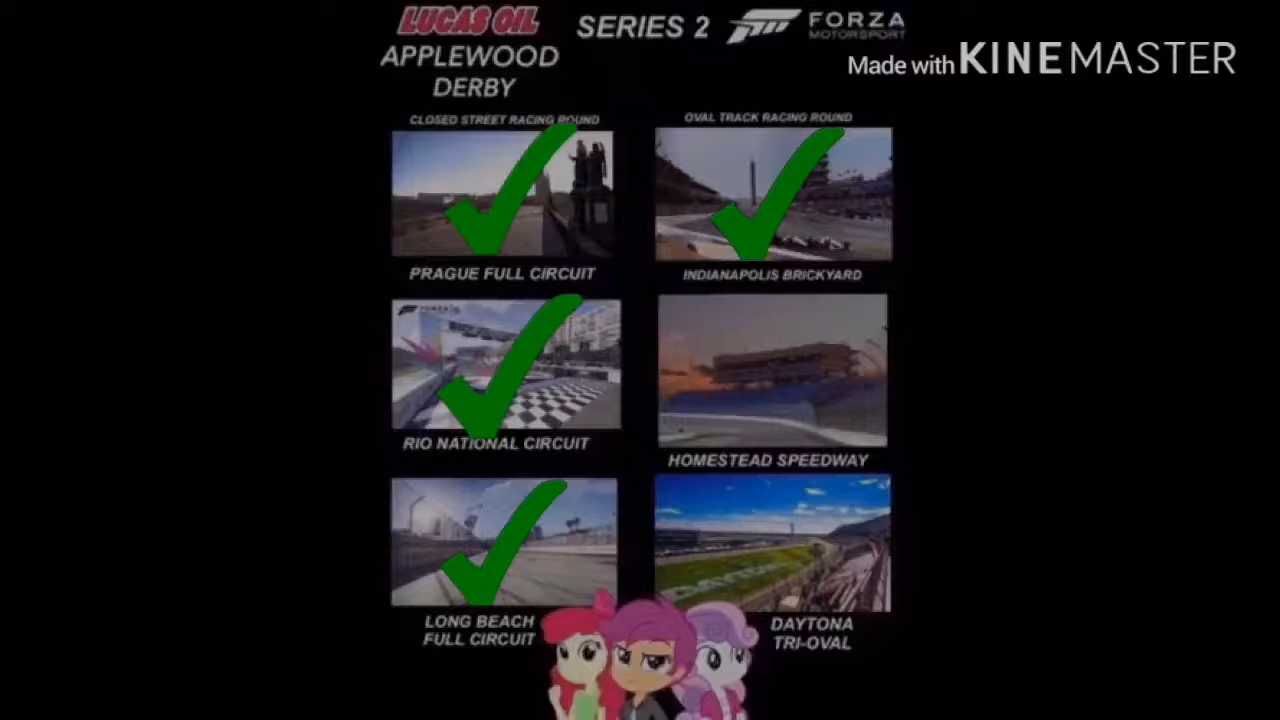 LUCAS OIL
APPLEWOOD
DERBY
SERIES 2
FORZA
MOTORSPORT
Made with KINEMASTER
CLOSED STREET RACING ROUND
OVAL TRACK RACING ROUND
PRAGUE FULL CIRCUIT
INDIANAPOLIS BRICKYARD
RIO NATIONAL CIRCUIT
HOMESTEAD SPEEDWAY
DAYTONA
LONG BEACH
FULL CIRCUIT
DAYTONA
TRI-OVAL